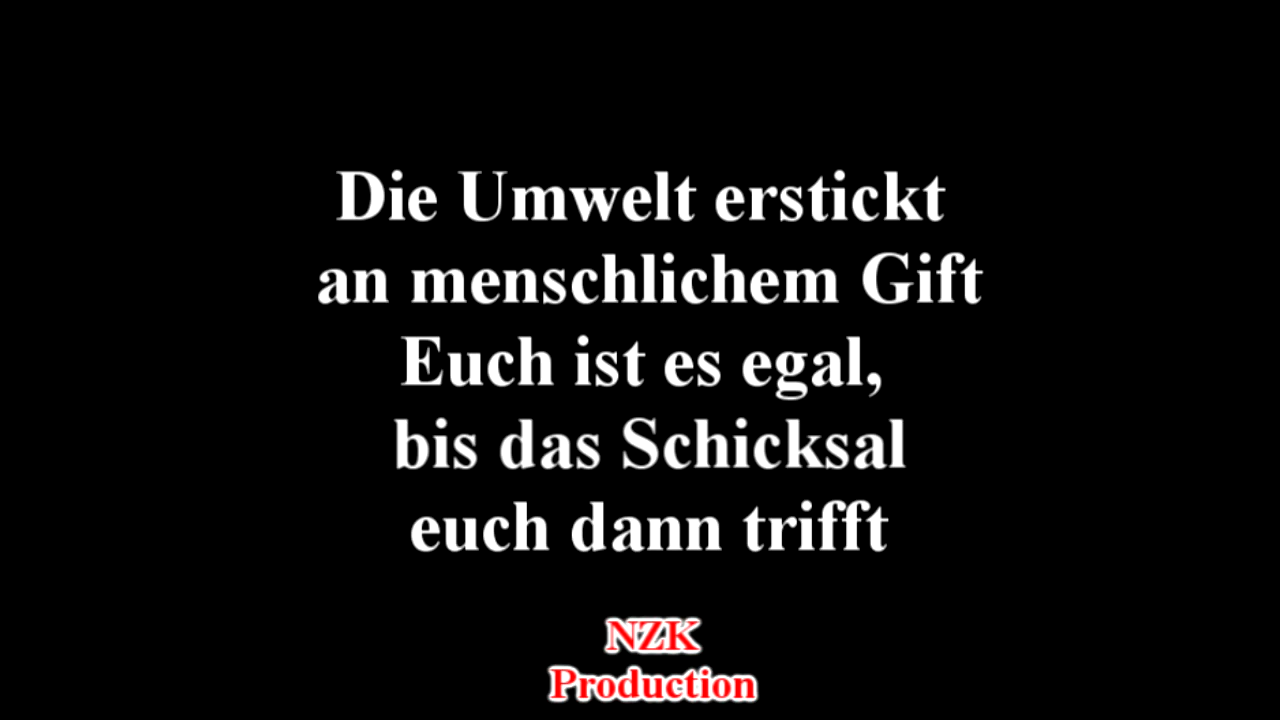 Die Umwelt erstickt
an menschlichem Gift
Euch ist es egal,
bis das Schicksal
euch dann trifft
NZK
Production